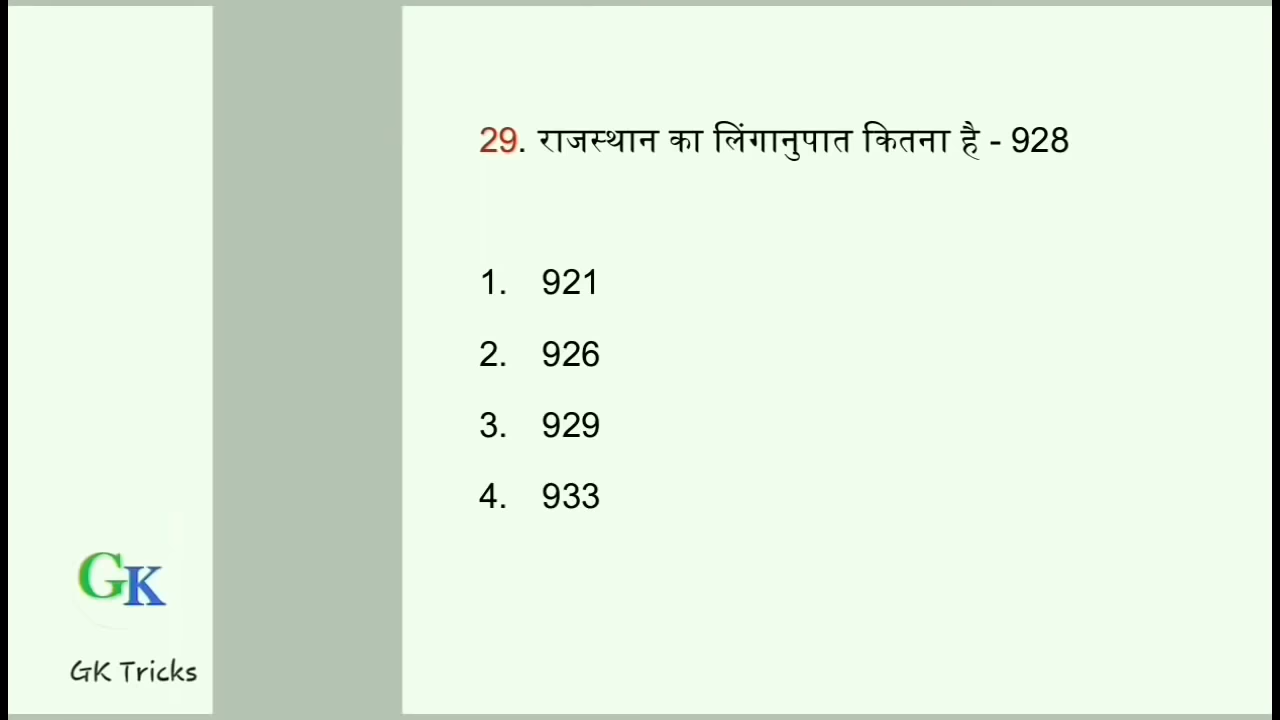 29. राजस्थान का लिंगानुपात कितना है - 928
1. 921
2. 926
3. 929
4. 933
GK
GK Tricks